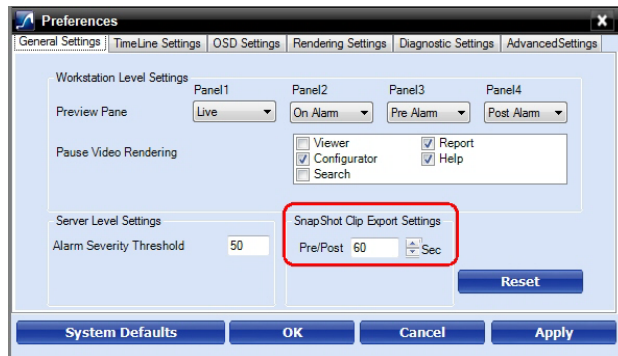 Preferences
General Settings TimeLine Settings OSD Settings Rendering Settings Diagnostic Settings AdvancedSettings
Workstation Level Settings
Panel1 Panel2 Panel3 Panel4
Preview Pane Live On Alarm Pre Alarm Post Alarm
Pause Video Rendering
Viewer Report
Configurator Help
Search
Server Level Settings SnapShot Clip Export Settings
Alarm Severity Threshold 50 Pre/Post 60 Sec
Reset
System Defaults OK Cancel Apply